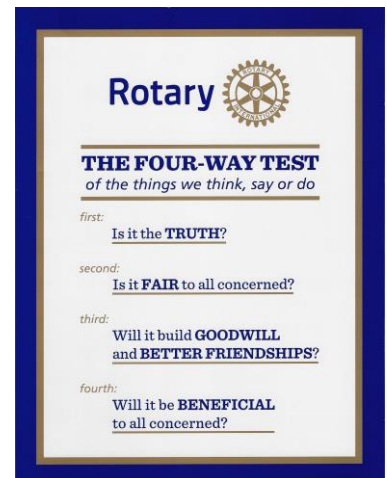 Rotary
ROTARY
INTERNATIONAL
THE FOUR-WAY TEST
of the things we think, say or do
first:
Is it the TRUTH?
second:
Is it FAIR to all concerned?
third:
Will it build GOODWILL
and BETTER FRIENDSHIPS?
fourth:
Will it be BENEFICIAL
to all concerned?